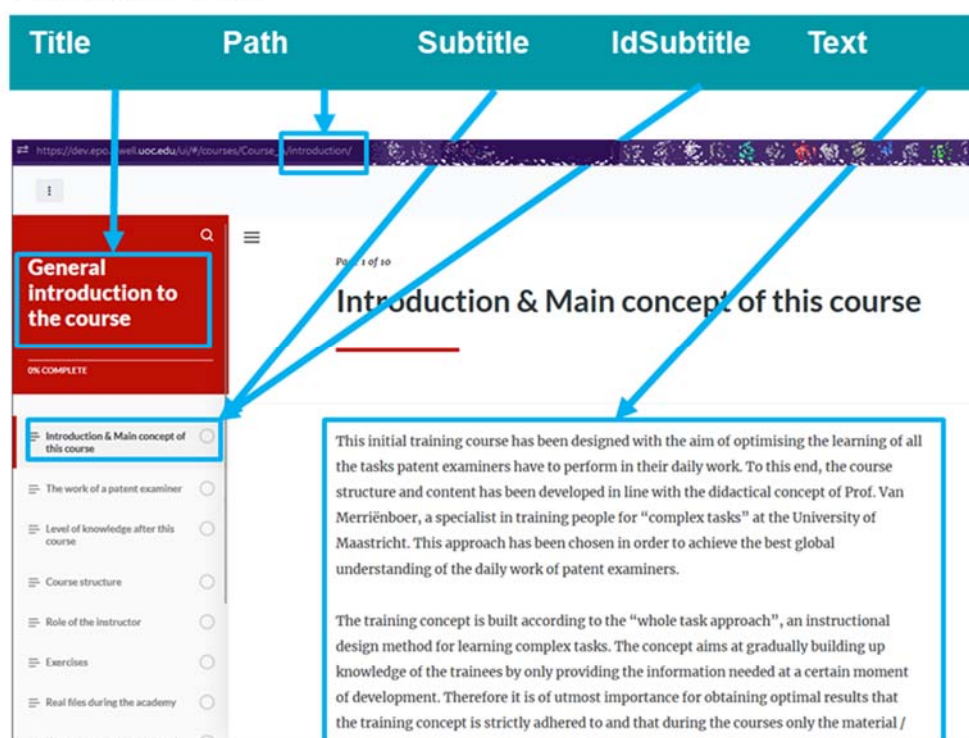 Title Path Subtitle IdSubtitle Text
uoc.edu/ui/#/courses/Course_ /introduction/
General
introduction to
the course
0% COMPLETE
Introduction & Main concept of
this course
The work of a patent examiner
Level of knowledge after this
course
Course structure
Role of the instructor
Exercises
Real files during the academy
Page 1 of 10
Introduction & Main concept of this course
This initial training course has been designed with the aim of optimising the learning of all
the tasks patent examiners have to perform in their daily work. To this end, the course
structure and content has been developed in line with the didactical concept of Prof. Van
Merriënboer, a specialist in training people for “complex tasks” at the University of
Maastricht. This approach has been chosen in order to achieve the best global
understanding of the daily work of patent examiners.
The training concept is built according to the “whole task approach”, an instructional
design method for learning complex tasks. The concept aims at gradually building up
knowledge of the trainees by only providing the information needed at a certain moment
of development. Therefore it is of utmost importance for obtaining optimal results that
the training concept is strictly adhered to and that during the courses only the material /